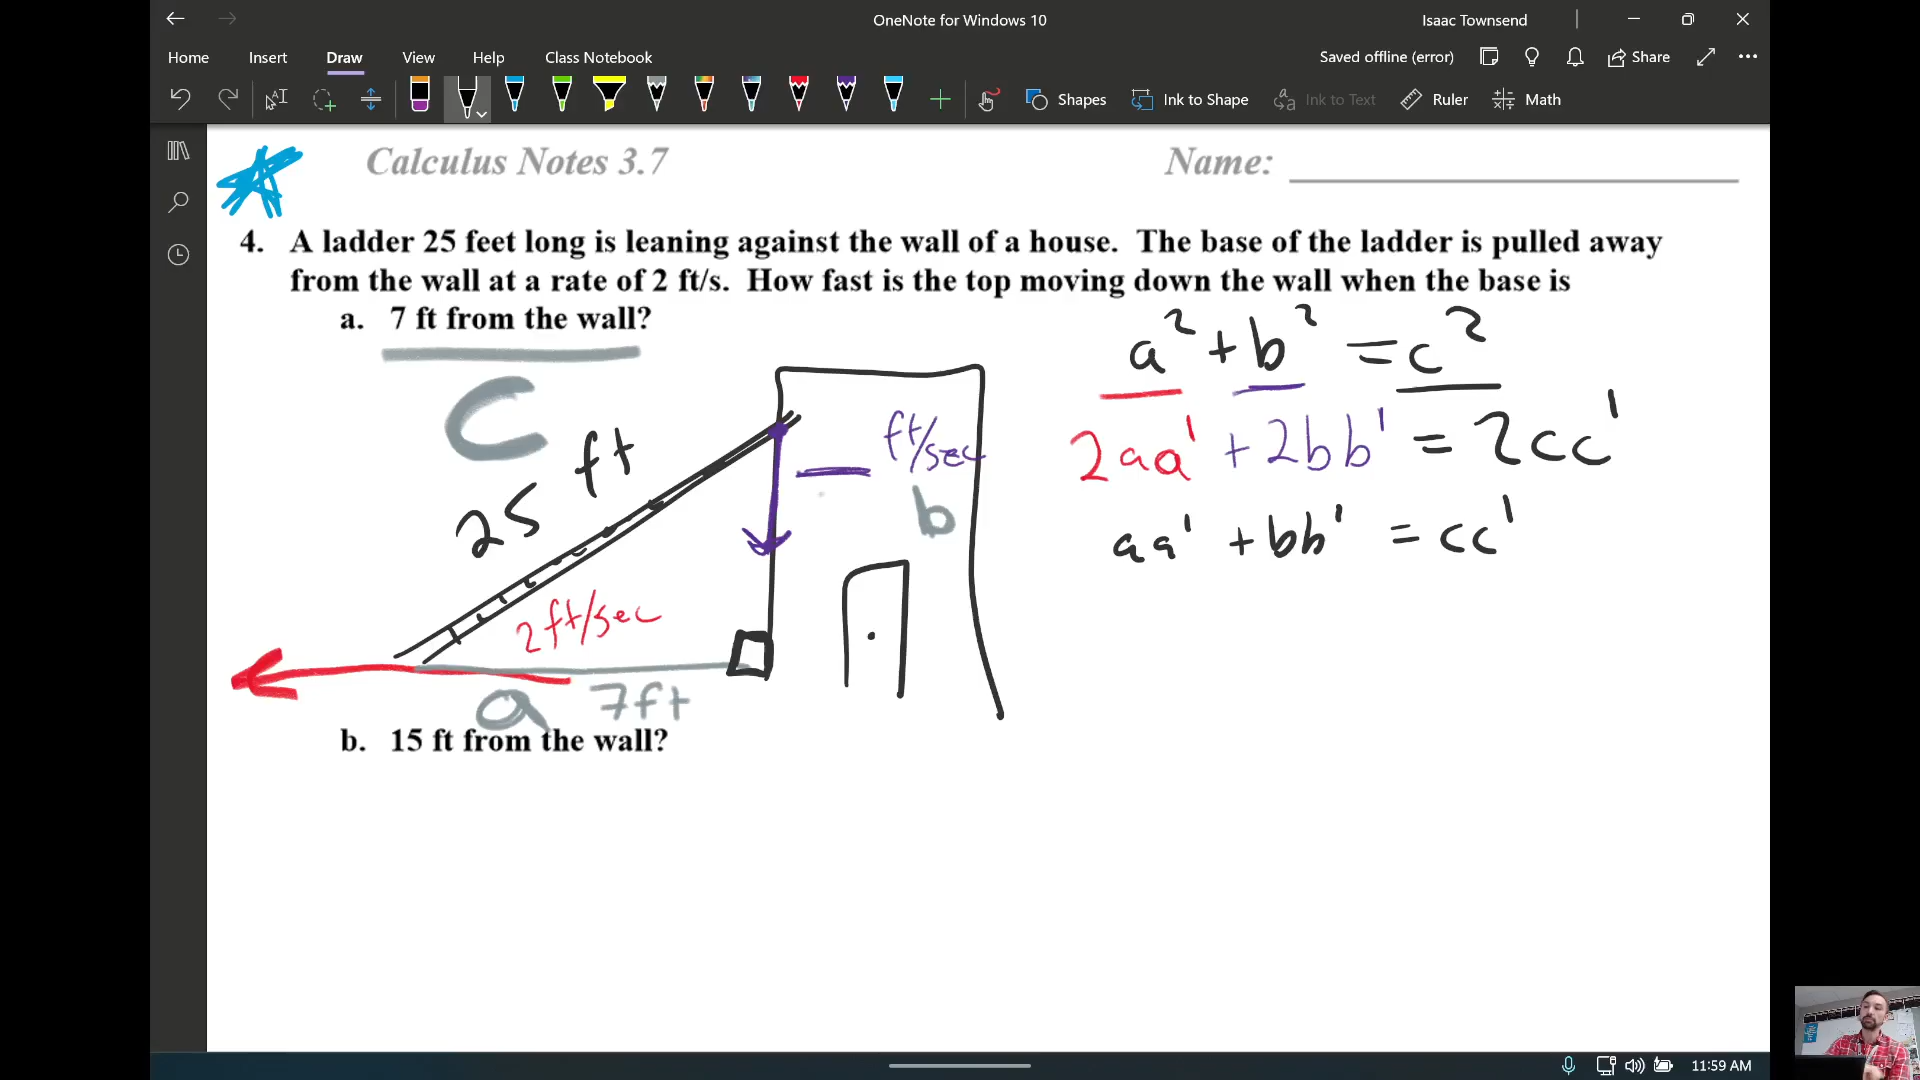 OneNote for Windows 10
Isaac Townsend
Home Insert Draw View Help Class Notebook
Saved offline (error) Share
Shapes Ink to Shape Ink to Text Ruler Math
Calculus Notes 3.7 Name:
4. A ladder 25 feet long is leaning against the wall of a house. The base of the ladder is pulled away
from the wall at a rate of 2 ft/s. How fast is the top moving down the wall when the base is
a. 7 ft from the wall?
a² + b² = c²
2aa' + 2bb' = 2cc'
aa' + bb' = cc'
c
25 ft
ft/sec
b
2ft/sec
a 7ft
b. 15 ft from the wall?
11:59 AM